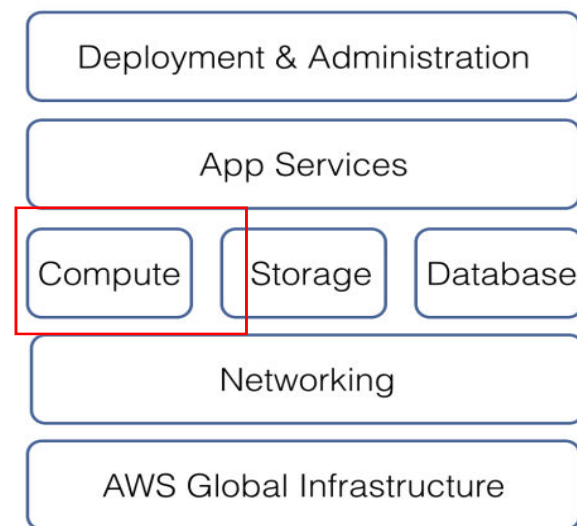 Deployment & Administration
App Services
Compute Storage Database
Networking
AWS Global Infrastructure